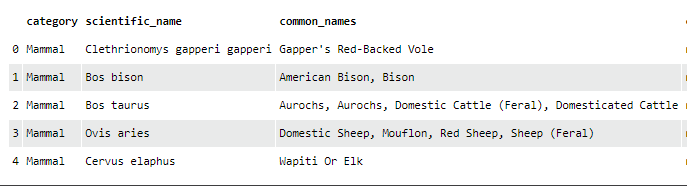 category scientific_name common_names
0 Mammal Clethrionomys gapperi gapperi Gapper's Red-Backed Vole
1 Mammal Bos bison American Bison, Bison
2 Mammal Bos taurus Aurochs, Aurochs, Domestic Cattle (Feral), Domesticated Cattle
3 Mammal Ovis aries Domestic Sheep, Mouflon, Red Sheep, Sheep (Feral)
4 Mammal Cervus elaphus Wapiti Or Elk